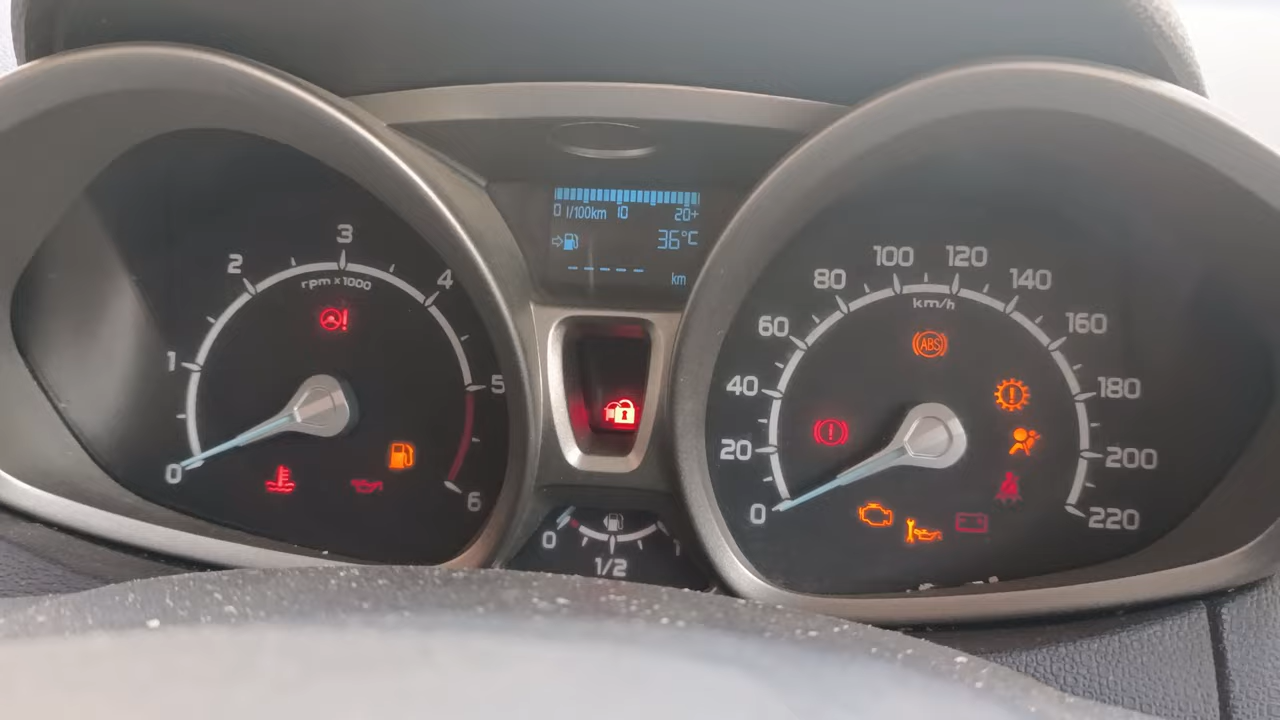 0 l/100km 10 20+
36°C
----- km
0 1 2 3 4 5 6
rpm x1000
!
0 1/2 1
0 20 40 60 80 100 120 140 160 180 200 220
km/h
ABS
!
!